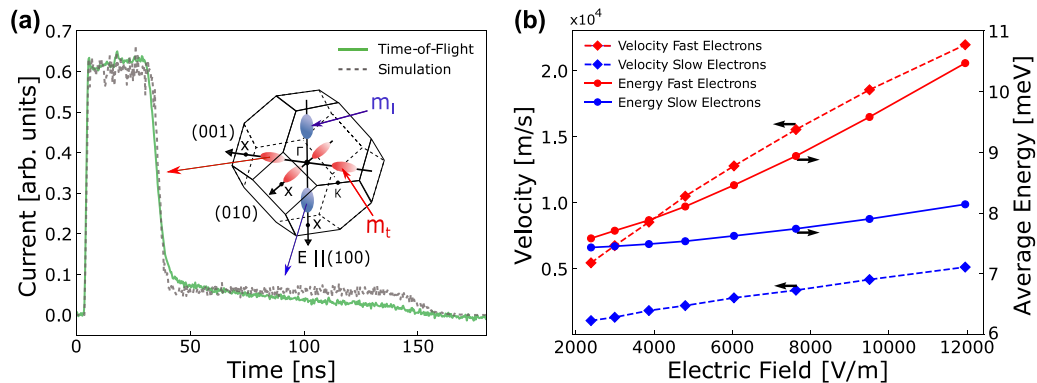 (a)
0.7
0.6
0.5
0.4
0.3
0.2
0.1
0.0
Current [arb. units]
0
50
100
150
Time [ns]
Time-of-Flight
Simulation
m_l
(001)
X
Γ
K
X
(010)
X
m_t
E ||(100)
(b)
×10⁴
2.0
1.5
1.0
0.5
Velocity [m/s]
Velocity Fast Electrons
Velocity Slow Electrons
Energy Fast Electrons
Energy Slow Electrons
11
10
9
8
7
6
Average Energy [meV]
2000
4000
6000
8000
10000
12000
Electric Field [V/m]